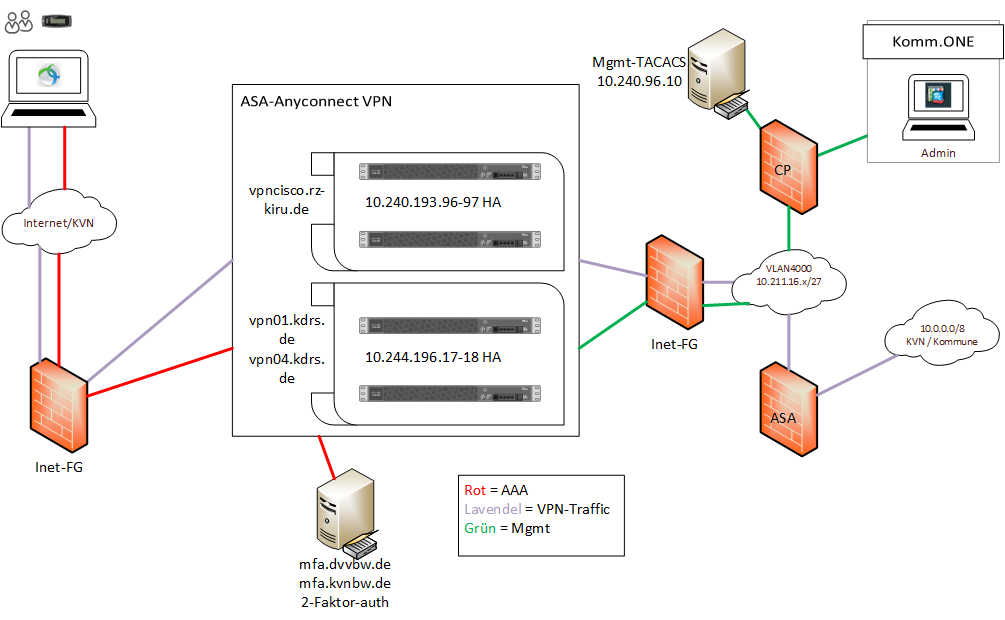 Komm.ONE
Mgmt-TACACS
10.240.96.10
Admin
CP
ASA-Anyconnect VPN
vpncisco.rz-
kiru.de
10.240.193.96-97 HA
Internet/KVN
VLAN4000
10.211.16.x/27
vpn01.kdrs.
de
vpn04.kdrs.
de
10.244.196.17-18 HA
Inet-FG
10.0.0.0/8
KVN / Kommune
ASA
Inet-FG
Rot = AAA
Lavendel = VPN-Traffic
Grün = Mgmt
mfa.dvvbw.de
mfa.kvnbw.de
2-Faktor-auth